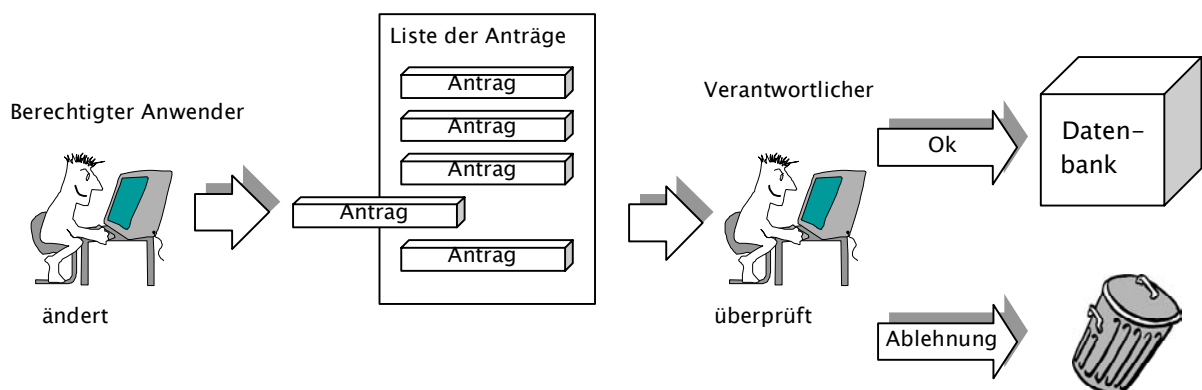 Berechtigter Anwender
ändert
Liste der Anträge
Antrag
Antrag
Antrag
Antrag
Antrag
Verantwortlicher
überprüft
Ok
Ablehnung
Daten-
bank